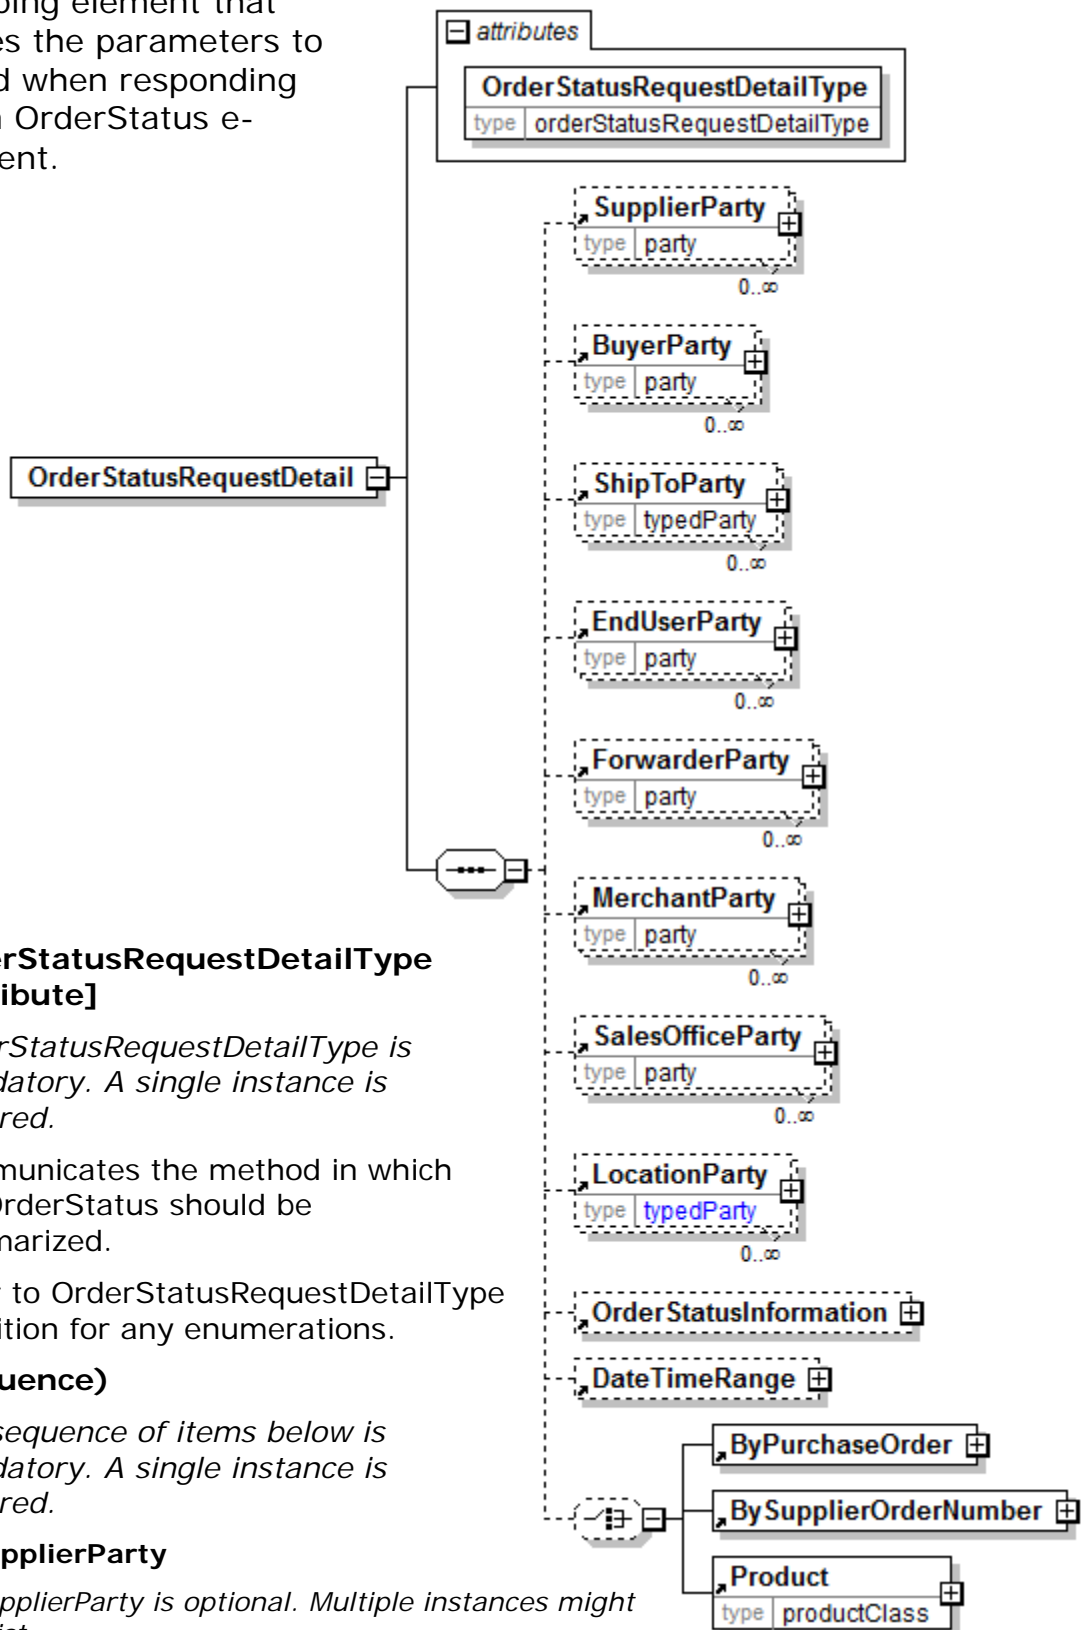 ping element that
es the parameters to
d when responding
n OrderStatus e-
ent.
attributes
OrderStatusRequestDetailType
type orderStatusRequestDetailType
SupplierParty
type party
0..∞
BuyerParty
type party
0..∞
OrderStatusRequestDetail
ShipToParty
type typedParty
0..∞
EndUserParty
type party
0..∞
ForwarderParty
type party
0..∞
MerchantParty
type party
0..∞
SalesOfficeParty
type party
0..∞
LocationParty
type typedParty
0..∞
OrderStatusInformation
DateTimeRange
ByPurchaseOrder
BySupplierOrderNumber
Product
type productClass
erStatusRequestDetailType
ibute]
rStatusRequestDetailType is
datory. A single instance is
red.
municates the method in which
OrderStatus should be
marized.
r to OrderStatusRequestDetailType
ition for any enumerations.
uence)
sequence of items below is
datory. A single instance is
red.
pplierParty
pplierParty is optional. Multiple instances might